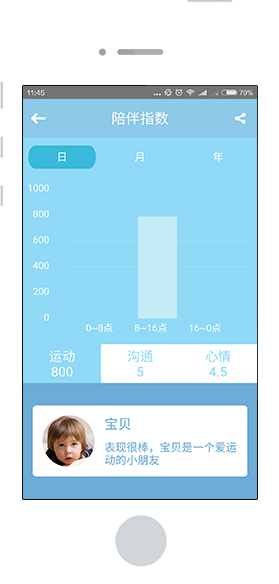 11:45
70%
陪伴指数
日 月 年
1000
800
600
400
200
0
0~8点 8~16点 16~0点
运动 沟通 心情
800 5 4.5
宝贝
表现很棒，宝贝是一个爱运
动的小朋友